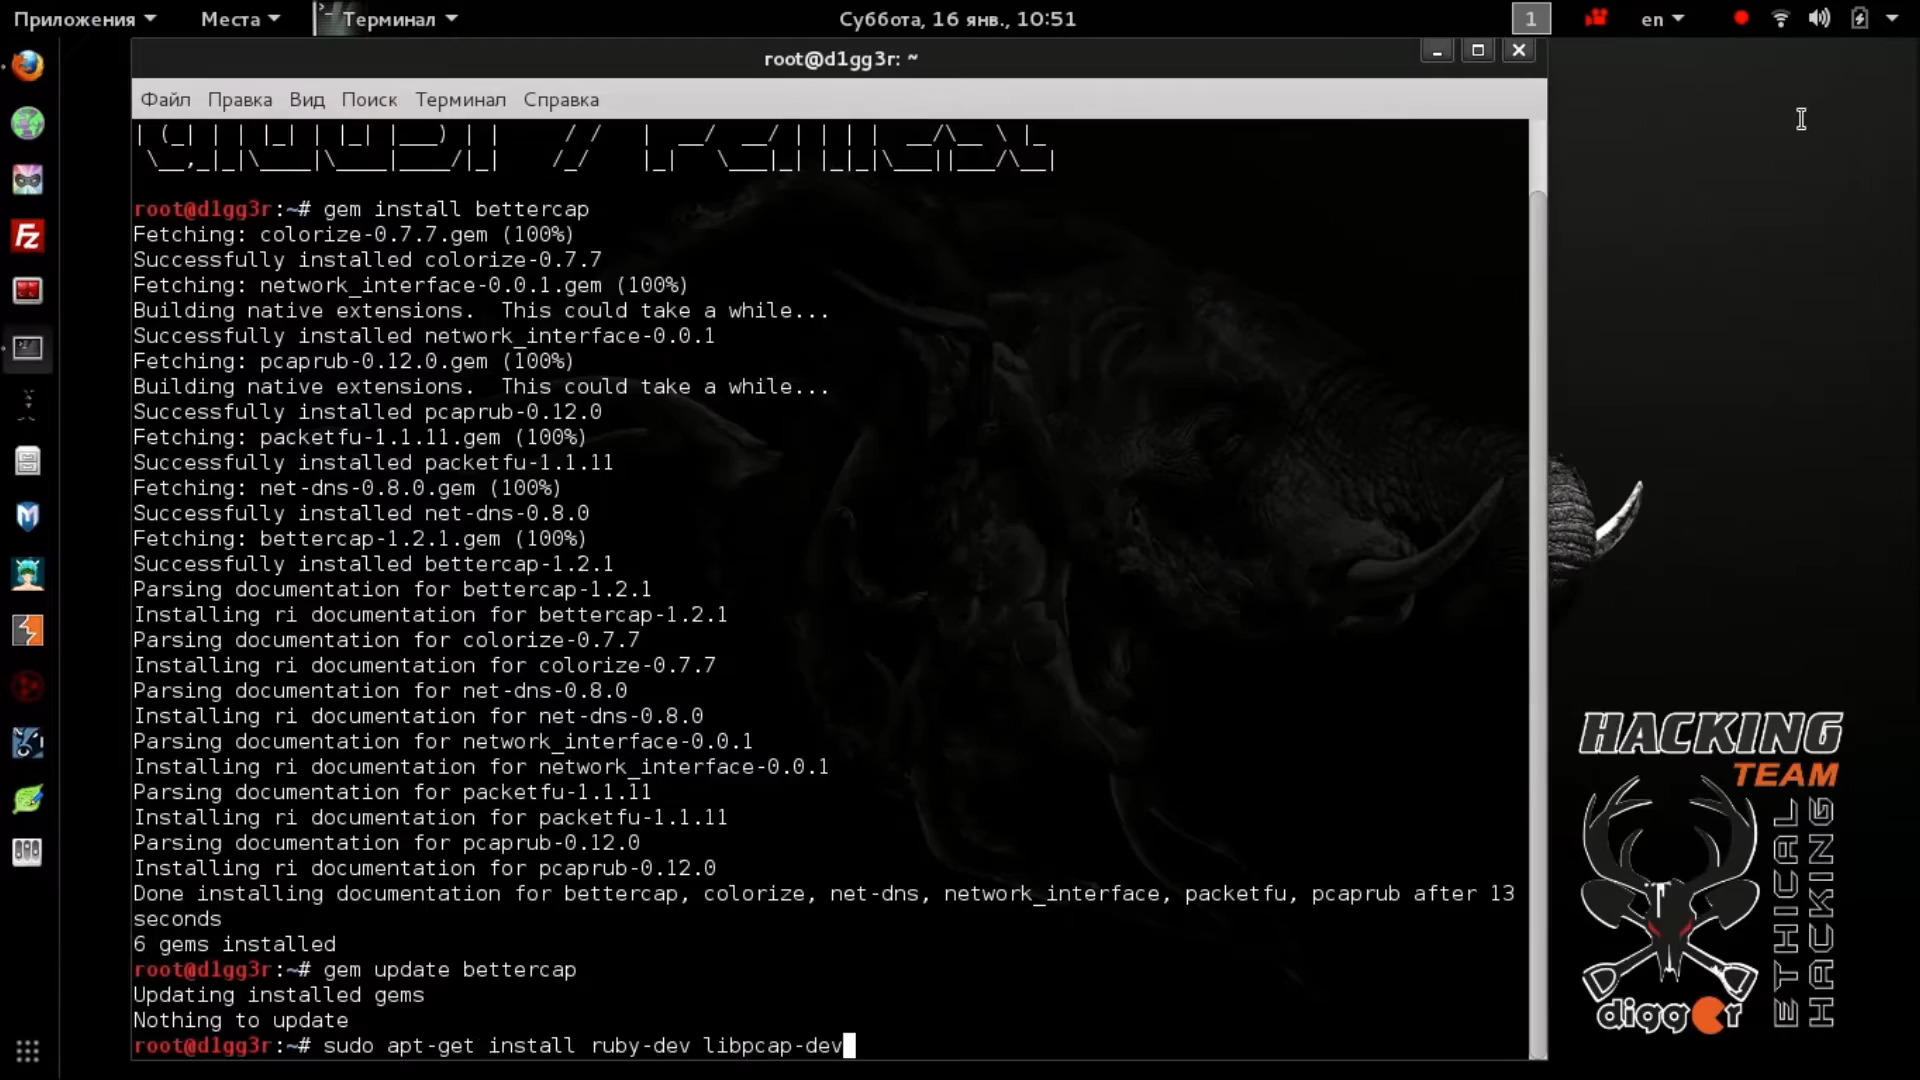 Приложения Места Терминал Суббота, 16 янв., 10:51 1 en
root@d1gg3r: ~
Файл Правка Вид Поиск Терминал Справка
root@d1gg3r:~# gem install bettercap
Fetching: colorize-0.7.7.gem (100%)
Successfully installed colorize-0.7.7
Fetching: network_interface-0.0.1.gem (100%)
Building native extensions.  This could take a while...
Successfully installed network_interface-0.0.1
Fetching: pcaprub-0.12.0.gem (100%)
Building native extensions.  This could take a while...
Successfully installed pcaprub-0.12.0
Fetching: packetfu-1.1.11.gem (100%)
Successfully installed packetfu-1.1.11
Fetching: net-dns-0.8.0.gem (100%)
Successfully installed net-dns-0.8.0
Fetching: bettercap-1.2.1.gem (100%)
Successfully installed bettercap-1.2.1
Parsing documentation for bettercap-1.2.1
Installing ri documentation for bettercap-1.2.1
Parsing documentation for colorize-0.7.7
Installing ri documentation for colorize-0.7.7
Parsing documentation for net-dns-0.8.0
Installing ri documentation for net-dns-0.8.0
Parsing documentation for network_interface-0.0.1
Installing ri documentation for network_interface-0.0.1
Parsing documentation for packetfu-1.1.11
Installing ri documentation for packetfu-1.1.11
Parsing documentation for pcaprub-0.12.0
Installing ri documentation for pcaprub-0.12.0
Done installing documentation for bettercap, colorize, net-dns, network_interface, packetfu, pcaprub after 13
seconds
6 gems installed
root@d1gg3r:~# gem update bettercap
Updating installed gems
Nothing to update
root@d1gg3r:~# sudo apt-get install ruby-dev libpcap-dev
Fz
HACKING
TEAM
ETHICAL
HACKING
digger